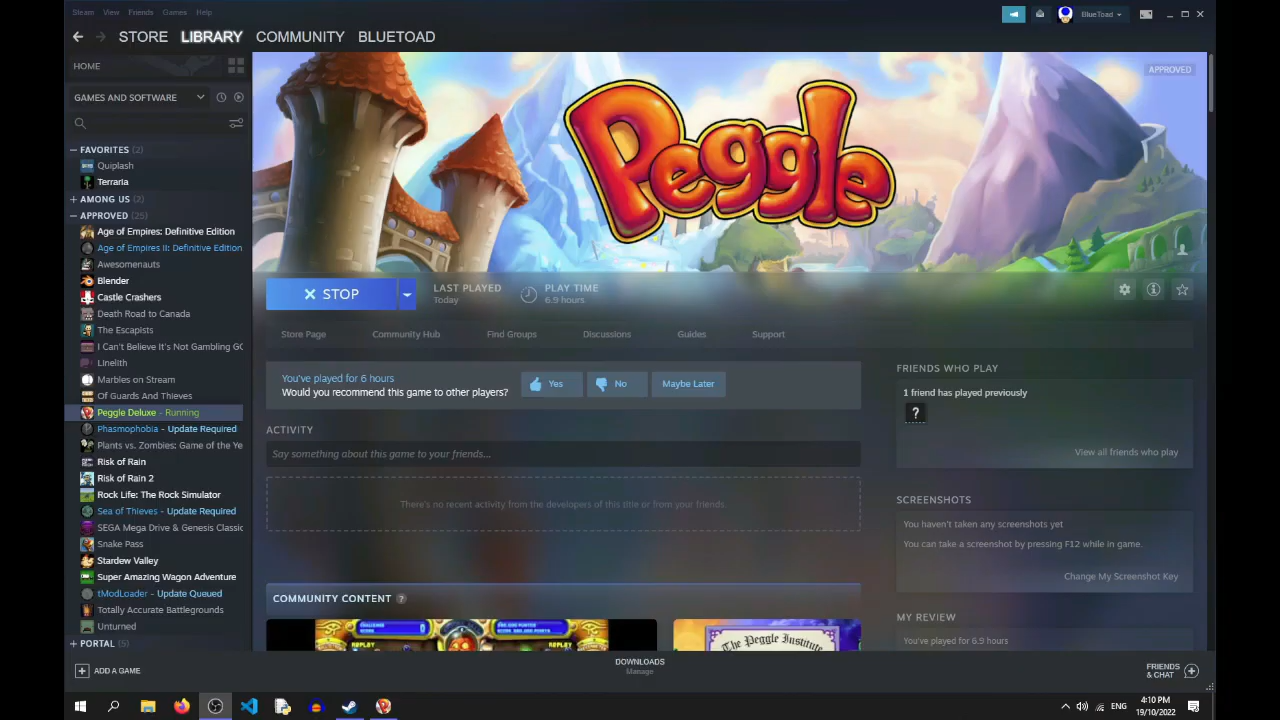 Steam View Friends Games Help
BlueToad
STORE LIBRARY COMMUNITY BLUETOAD
HOME
GAMES AND SOFTWARE
FAVORITES (2)
Quiplash
Terraria
AMONG US (2)
APPROVED (25)
Age of Empires: Definitive Edition
Age of Empires II: Definitive Edition
Awesomenauts
Blender
Castle Crashers
Death Road to Canada
The Escapists
I Can't Believe It's Not Gambling GO
Linelith
Marbles on Stream
Of Guards And Thieves
Peggle Deluxe - Running
Phasmophobia - Update Required
Plants vs. Zombies: Game of the Ye
Risk of Rain
Risk of Rain 2
Rock Life: The Rock Simulator
Sea of Thieves - Update Required
SEGA Mega Drive & Genesis Classic
Snake Pass
Stardew Valley
Super Amazing Wagon Adventure
tModLoader - Update Queued
Totally Accurate Battlegrounds
Unturned
PORTAL (5)
ADD A GAME
APPROVED
Peggle
STOP
LAST PLAYED
Today
PLAY TIME
6.9 hours
Store Page Community Hub Find Groups Discussions Guides Support
You've played for 6 hours
Would you recommend this game to other players?
Yes No Maybe Later
ACTIVITY
Say something about this game to your friends...
There's no recent activity from the developers of this title or from your friends.
COMMUNITY CONTENT ?
REPLAY
REPLAY
The Peggle Institute
FRIENDS WHO PLAY
1 friend has played previously
?
View all friends who play
SCREENSHOTS
You haven't taken any screenshots yet
You can take a screenshot by pressing F12 while in game.
Change My Screenshot Key
MY REVIEW
You've played for 6.9 hours
DOWNLOADS
Manage
FRIENDS
& CHAT
ENG
4:10 PM
19/10/2022